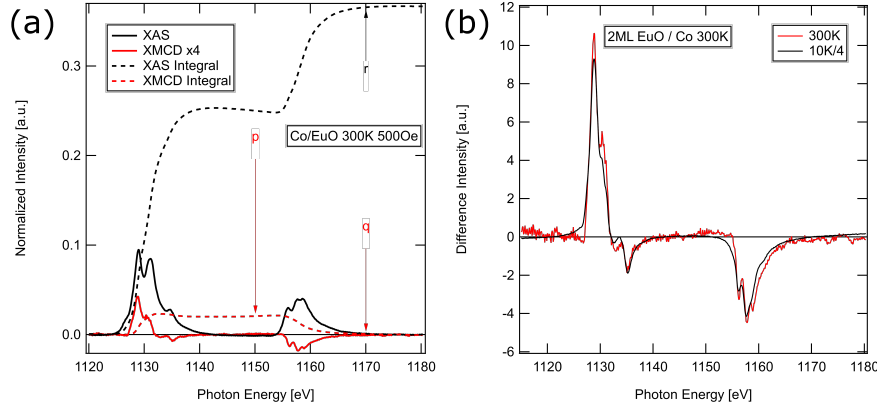 (a)
XAS
XMCD x4
XAS Integral
XMCD Integral
r
p
Co/EuO 300K 500Oe
q
Normalized Intensity [a.u.]
0.3
0.2
0.1
0.0
1120 1130 1140 1150 1160 1170 1180
Photon Energy [eV]
(b)
2ML EuO / Co 300K
300K
10K/4
Difference Intensity [a.u.]
12
10
8
6
4
2
0
-2
-4
-6
1120 1130 1140 1150 1160 1170 1180
Photon Energy [eV]